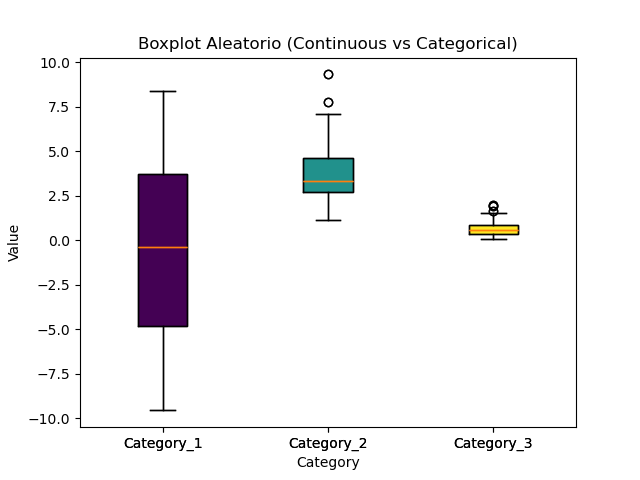 Boxplot Aleatorio (Continuous vs Categorical)
10.0
7.5
5.0
2.5
0.0
−2.5
−5.0
−7.5
−10.0
Value
Category_1 Category_2 Category_3
Category